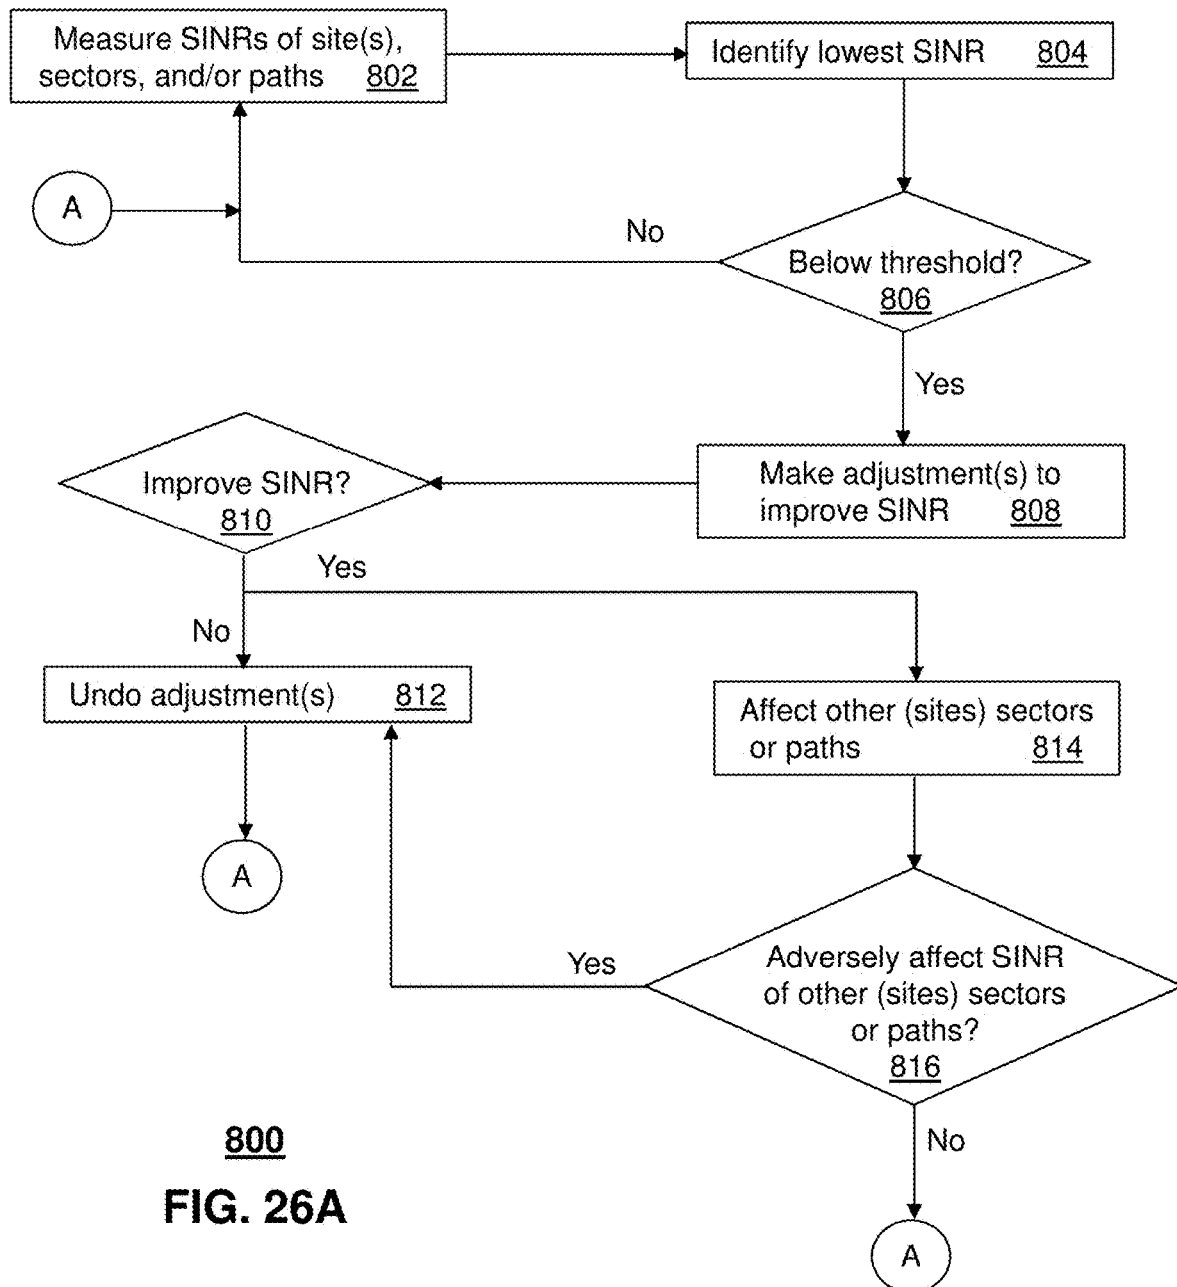 Measure SINRs of site(s),
sectors, and/or paths 802
Identify lowest SINR 804
A
No
Below threshold?
806
Yes
Improve SINR?
810
Make adjustment(s) to
improve SINR 808
Yes
No
Undo adjustment(s) 812
Affect other (sites) sectors
or paths 814
A
Yes
Adversely affect SINR
of other (sites) sectors
or paths?
816
No
800
FIG. 26A
A